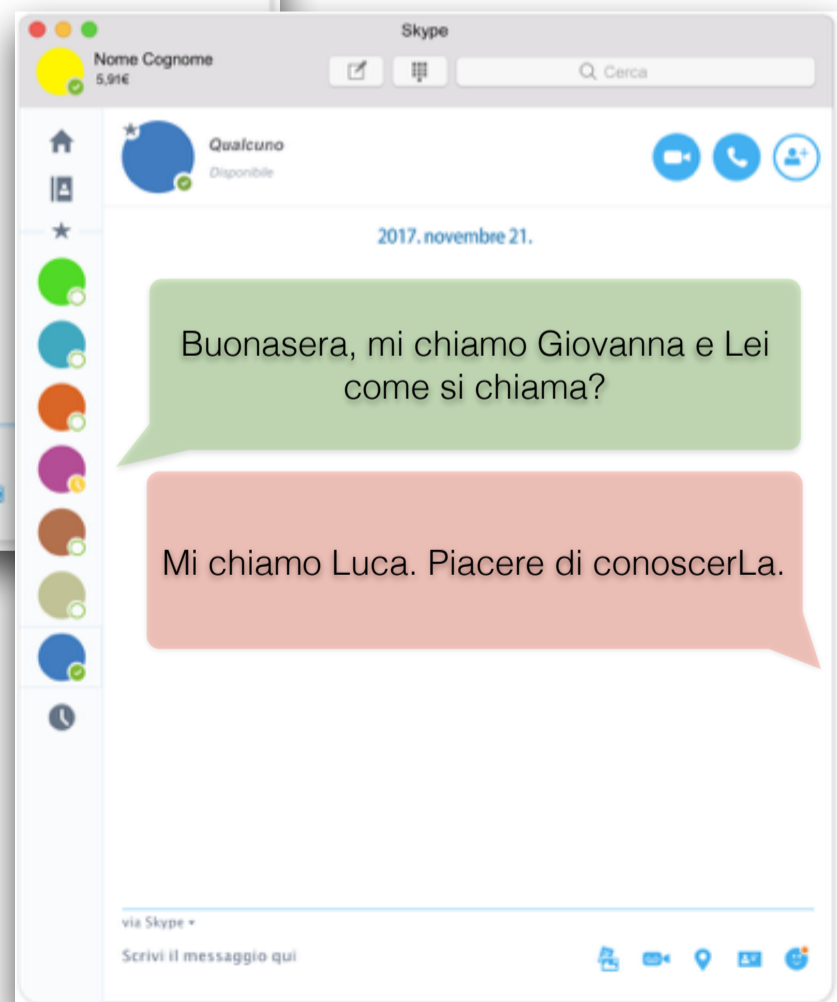 Skype
Nome Cognome
5,91€
Cerca
Qualcuno
Disponibile
2017. novembre 21.
Buonasera, mi chiamo Giovanna e Lei
come si chiama?
Mi chiamo Luca. Piacere di conoscerLa.
via Skype
Scrivi il messaggio qui